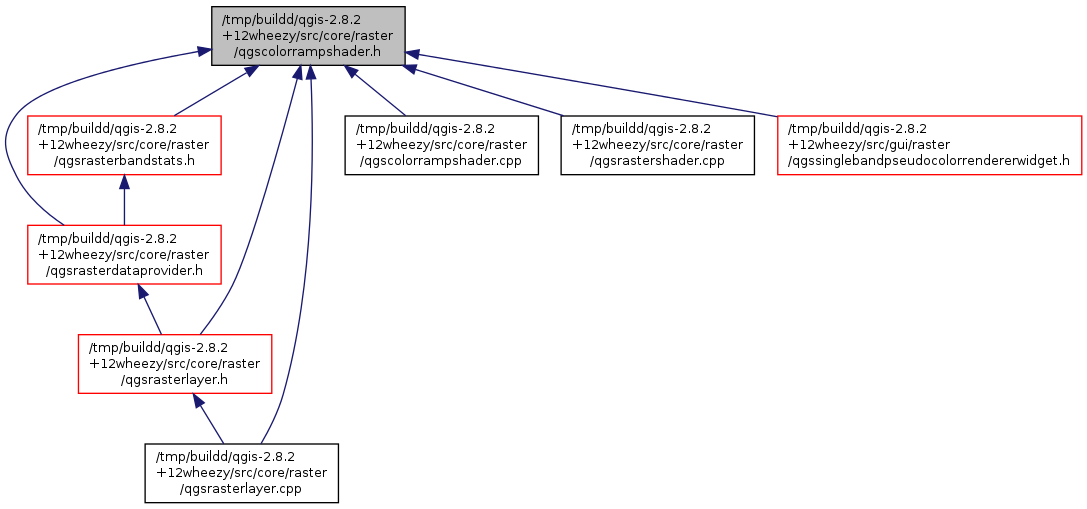 /tmp/buildd/qgis-2.8.2
+12wheezy/src/core/raster
/qgscolorrampshader.h
/tmp/buildd/qgis-2.8.2
+12wheezy/src/core/raster
/qgsrasterbandstats.h
/tmp/buildd/qgis-2.8.2
+12wheezy/src/core/raster
/qgscolorrampshader.cpp
/tmp/buildd/qgis-2.8.2
+12wheezy/src/core/raster
/qgsrastershader.cpp
/tmp/buildd/qgis-2.8.2
+12wheezy/src/gui/raster
/qgssinglebandpseudocolorrendererwidget.h
/tmp/buildd/qgis-2.8.2
+12wheezy/src/core/raster
/qgsrasterdataprovider.h
/tmp/buildd/qgis-2.8.2
+12wheezy/src/core/raster
/qgsrasterlayer.h
/tmp/buildd/qgis-2.8.2
+12wheezy/src/core/raster
/qgsrasterlayer.cpp